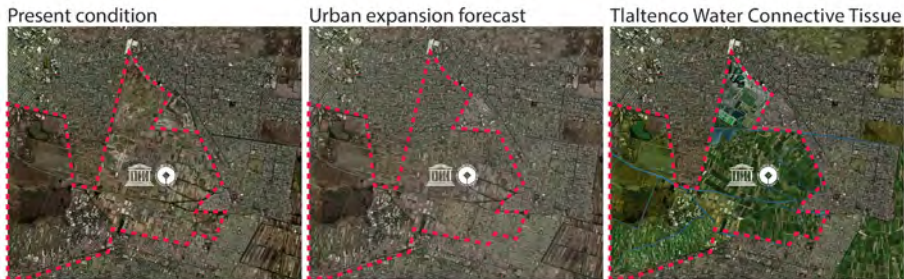 Present condition
Urban expansion forecast
Tlaltenco Water Connective Tissue